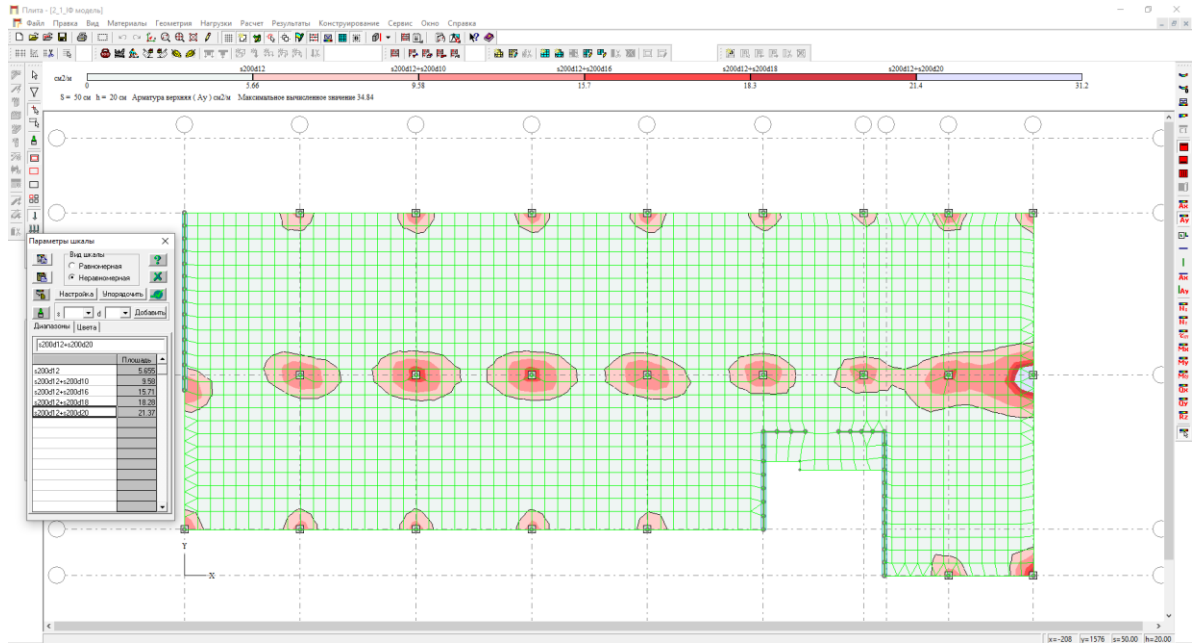 Плита - [2_1_IФ модель]
Файл Правка Вид Материалы Геометрия Нагрузки Расчет Результаты Конструирование Сервис Окно Справка
s200d12 s200d12+s200d10 s200d12+s200d16 s200d12+s200d18 s200d12+s200d20
см2/м
0 5.66 9.58 15.7 18.3 21.4 31.2
S = 50 см h = 20 см Арматура верхняя ( Ay ) см2/м Максимальное вычисленное значение 34.84
Параметры шкалы
Вид шкалы
Равномерная
Неравномерная
Настройка Упорядочить
s d Добавить
Диапазоны Цвета
s200d12+s200d20
Площадь
s200d12 5.655
s200d12+s200d10 9.58
s200d12+s200d16 15.71
s200d12+s200d18 18.28
s200d12+s200d20 21.37
Y
X
x=-208 y=1576 s=50.00 h=20.00